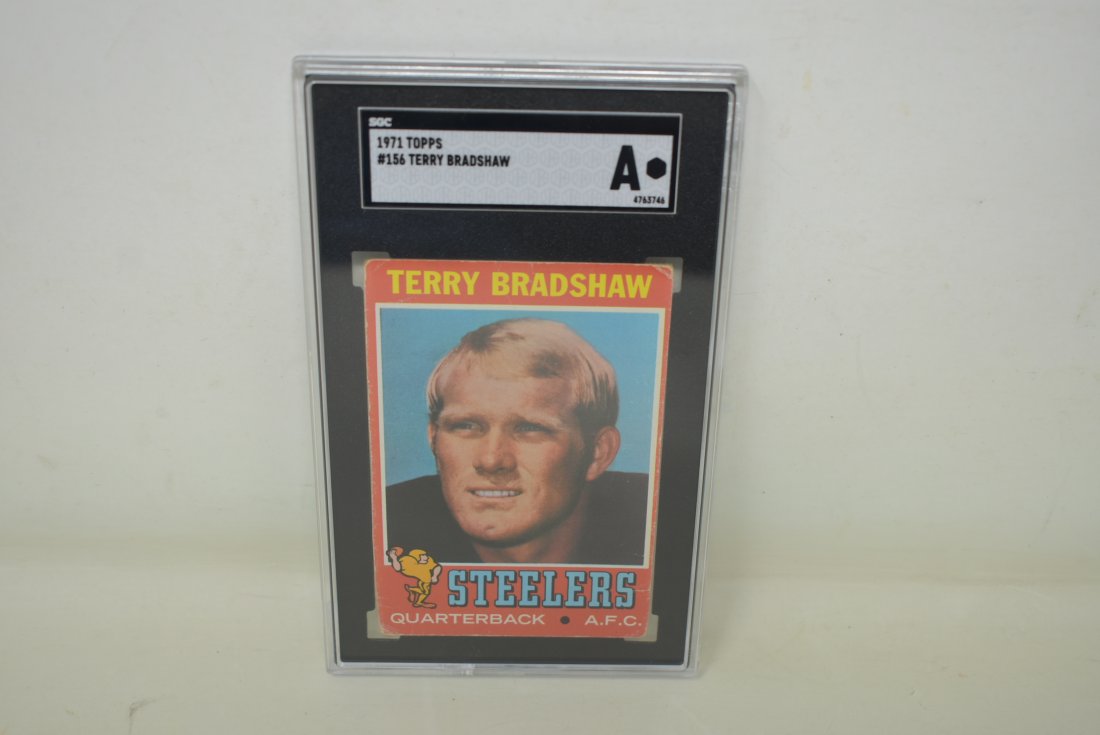 SGC
1971 TOPPS
#156 TERRY BRADSHAW
A
4763746
TERRY BRADSHAW
STEELERS
QUARTERBACK • A.F.C.